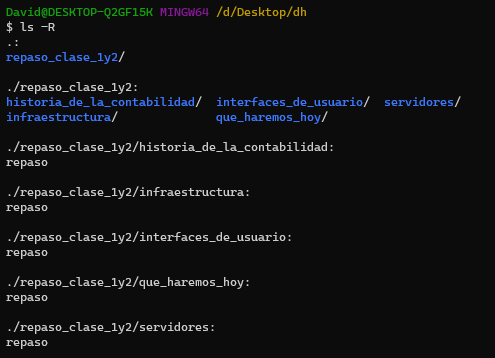 David@DESKTOP-Q2GF15K MINGW64 /d/Desktop/dh
$ ls -R
.:
repaso_clase_1y2/

./repaso_clase_1y2:
historia_de_la_contabilidad/  interfaces_de_usuario/  servidores/
infraestructura/              que_haremos_hoy/

./repaso_clase_1y2/historia_de_la_contabilidad:
repaso

./repaso_clase_1y2/infraestructura:
repaso

./repaso_clase_1y2/interfaces_de_usuario:
repaso

./repaso_clase_1y2/que_haremos_hoy:
repaso

./repaso_clase_1y2/servidores:
repaso